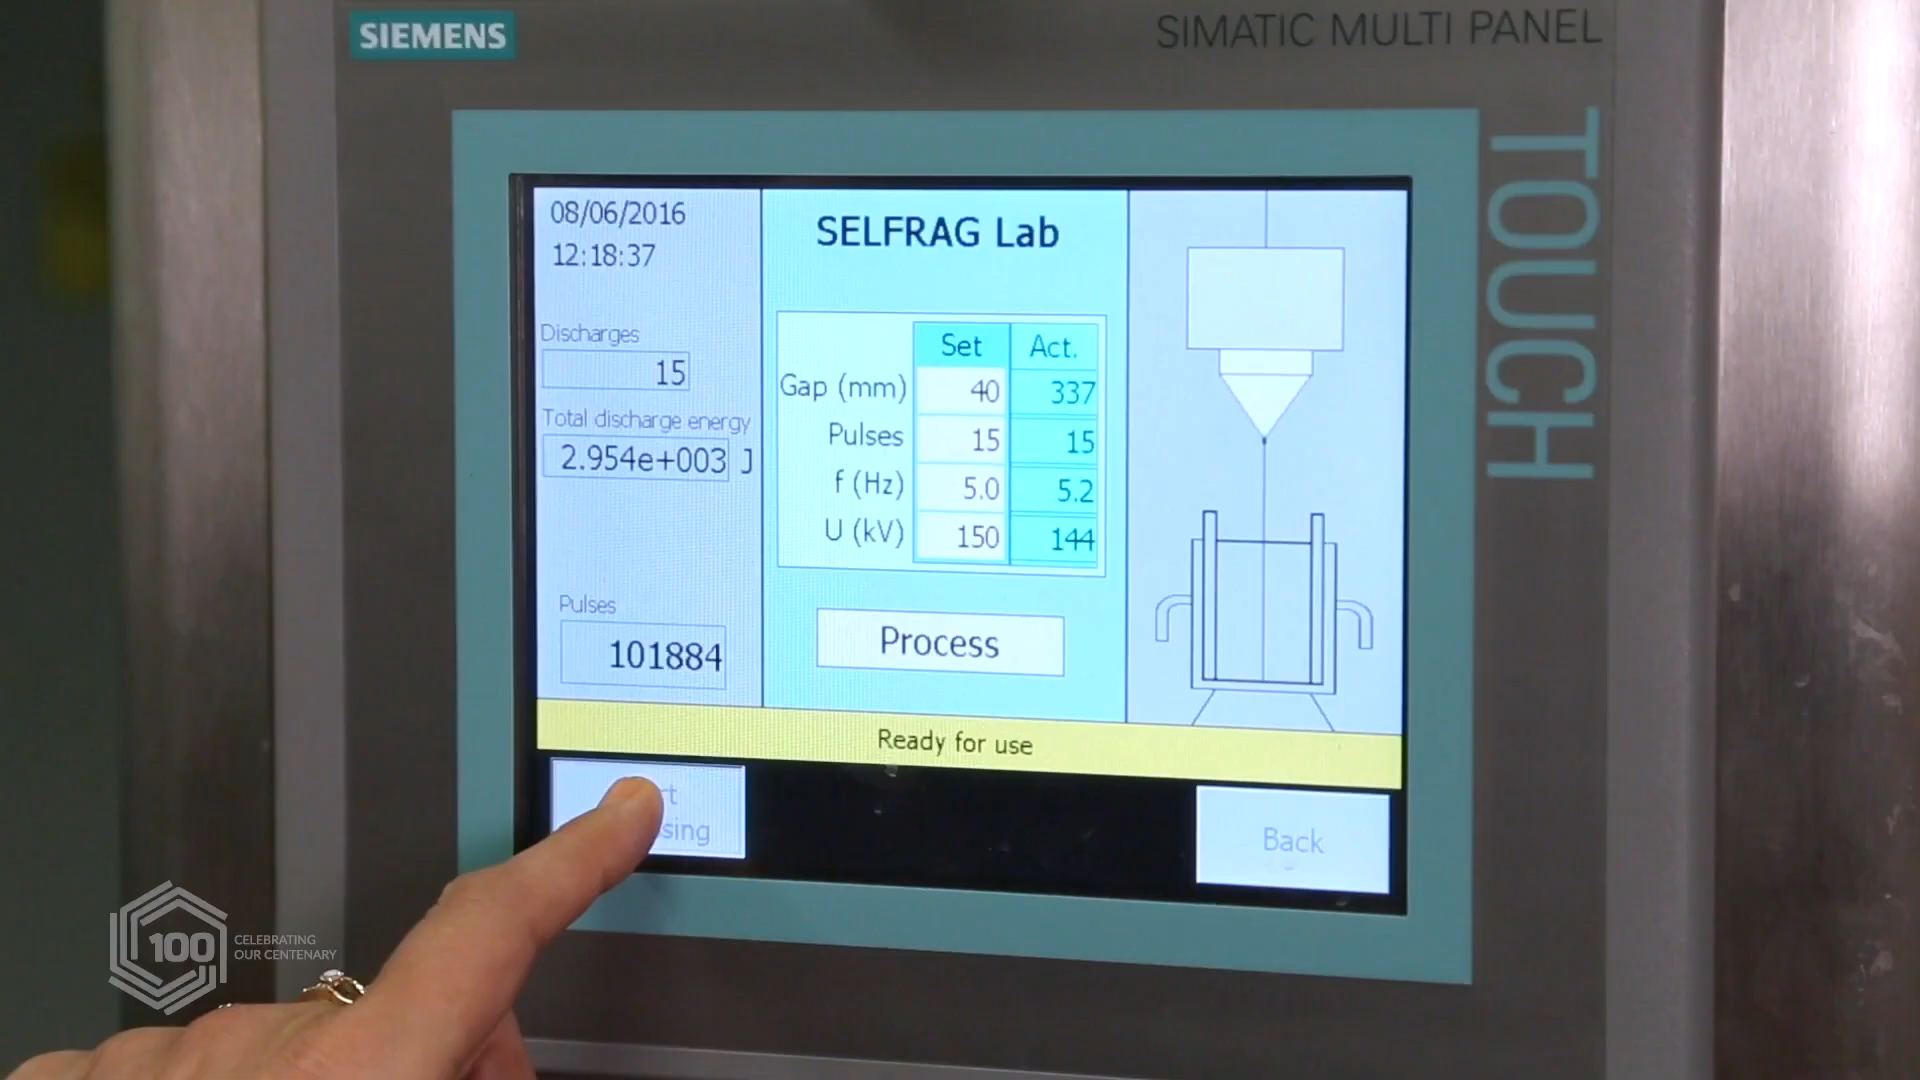 SIEMENS
SIMATIC MULTI PANEL
TOUCH
08/06/2016
12:18:37
SELFRAG Lab
Discharges
15
Total discharge energy
2.954e+003 J
Set Act.
Gap (mm) 40 337
Pulses 15 15
f (Hz) 5.0 5.2
U (kV) 150 144
Pulses
101884
Process
Ready for use
Back
100
CELEBRATING
OUR CENTENARY